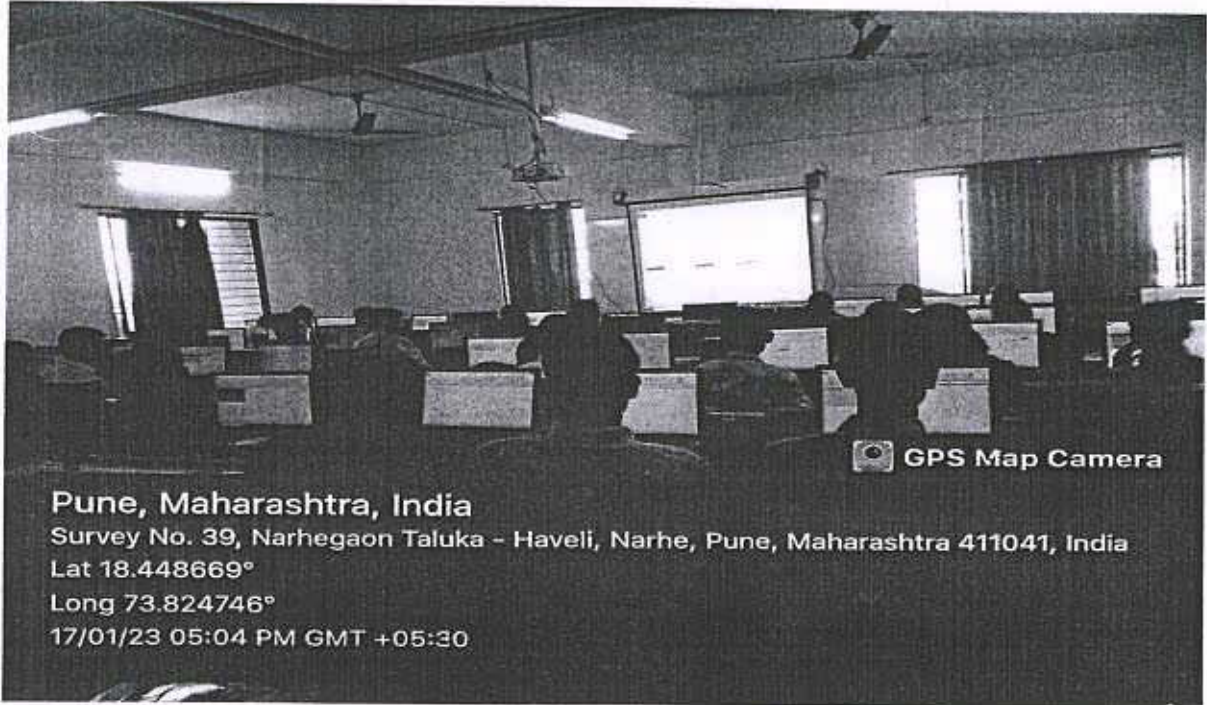 GPS Map Camera
Pune, Maharashtra, India
Survey No. 39, Narhegaon Taluka - Haveli, Narhe, Pune, Maharashtra 411041, India
Lat 18.448669°
Long 73.824746°
17/01/23 05:04 PM GMT +05:30